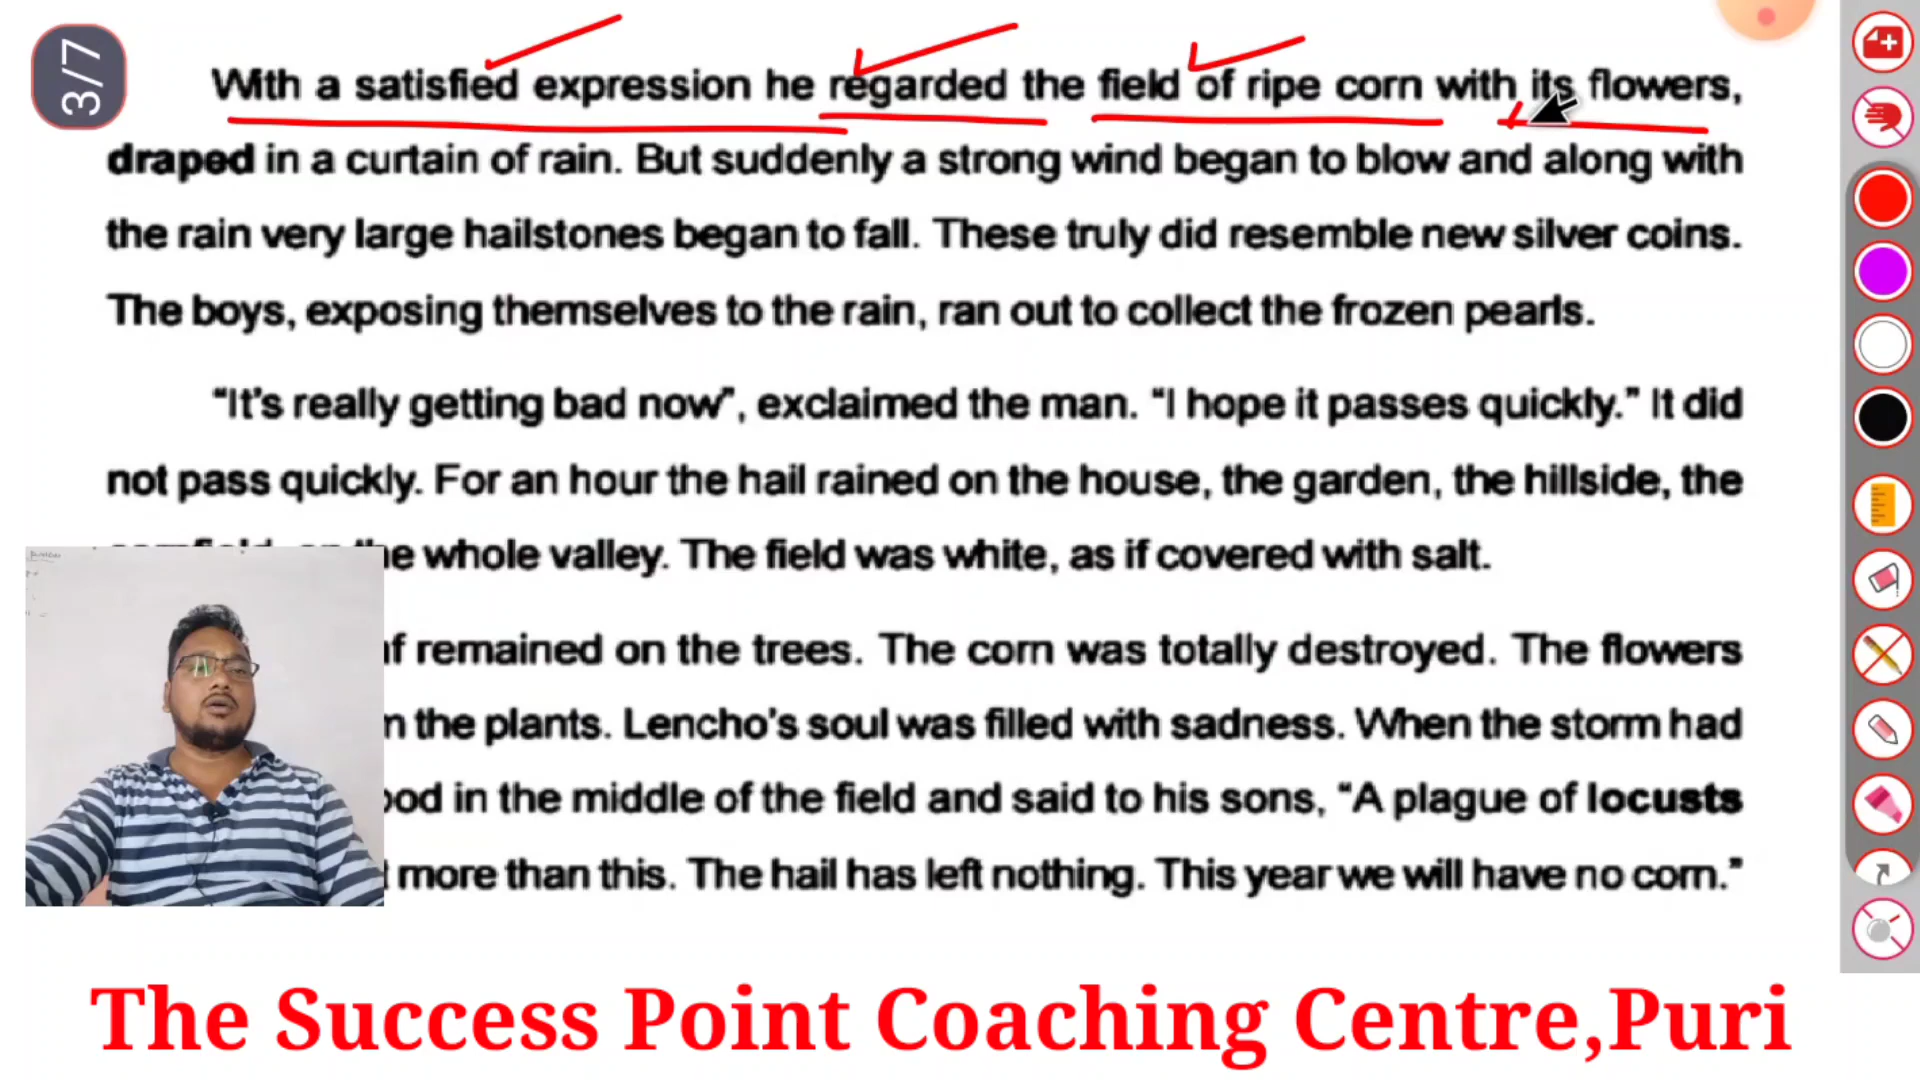 3/7
With a satisfied expression he regarded the field of ripe corn with its flowers,
draped in a curtain of rain. But suddenly a strong wind began to blow and along with
the rain very large hailstones began to fall. These truly did resemble new silver coins.
The boys, exposing themselves to the rain, ran out to collect the frozen pearls.
“It’s really getting bad now”, exclaimed the man. “I hope it passes quickly.” It did
not pass quickly. For an hour the hail rained on the house, the garden, the hillside, the
whole valley. The field was white, as if covered with salt.
remained on the trees. The corn was totally destroyed. The flowers
the plants. Lencho’s soul was filled with sadness. When the storm had
in the middle of the field and said to his sons, “A plague of locusts
more than this. The hail has left nothing. This year we will have no corn.”
The Success Point Coaching Centre,Puri